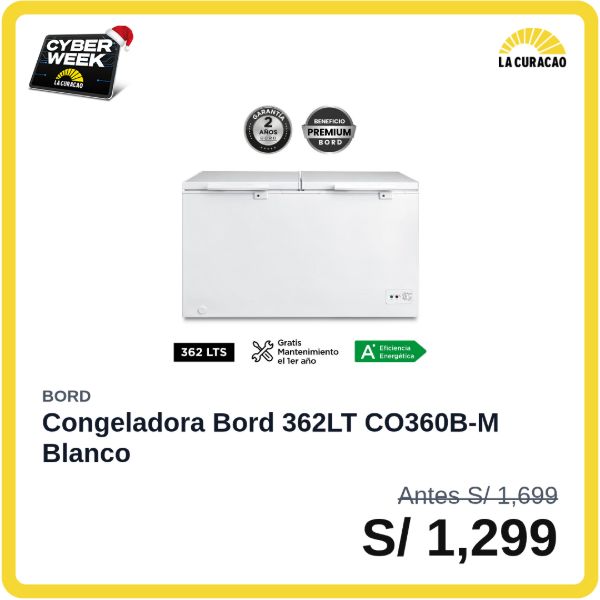 CYBER
WEEK
LA CURACAO
LA CURACAO
GARANTÍA
2
AÑOS
BORD
BENEFICIO
PREMIUM
BORD
362 LTS
Gratis
Mantenimiento
el 1er año
A+
Eficiencia
Energética
BORD
Congeladora Bord 362LT CO360B-M
Blanco
Antes S/ 1,699
S/ 1,299